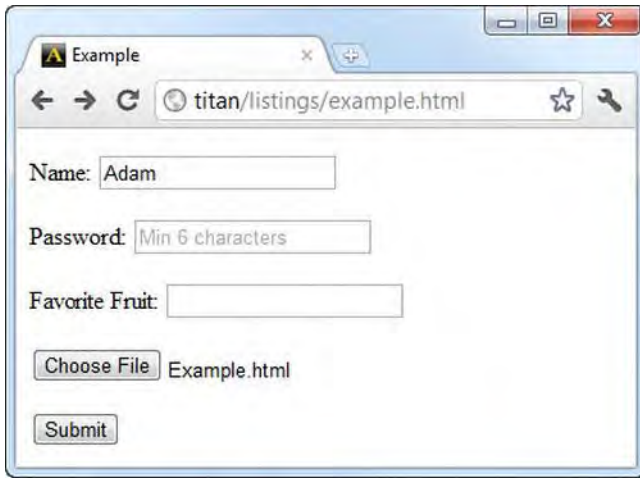 Example
titan/listings/example.html
Name: Adam
Password: Min 6 characters
Favorite Fruit:
Choose File Example.html
Submit